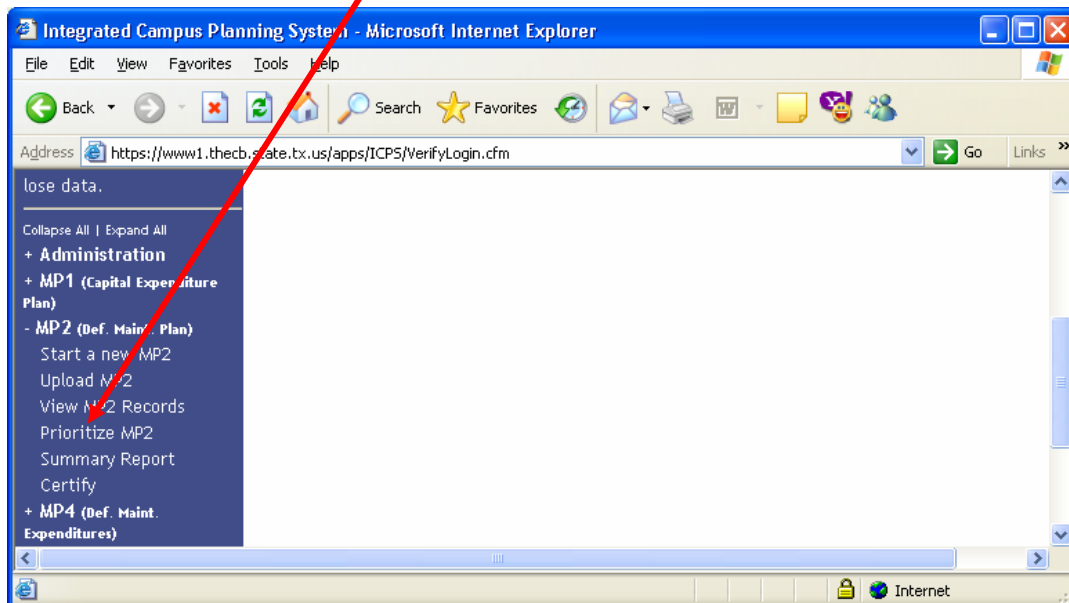 Integrated Campus Planning System - Microsoft Internet Explorer
File Edit View Favorites Tools Help
Back Search Favorites
Address https://www1.thecb.state.tx.us/apps/ICPS/VerifyLogin.cfm Go Links »
lose data.
Collapse All | Expand All
+ Administration
+ MP1 (Capital Expenditure
Plan)
- MP2 (Def. Maint. Plan)
Start a new MP2
Upload MP2
View MP2 Records
Prioritize MP2
Summary Report
Certify
+ MP4 (Def. Maint.
Expenditures)
Internet